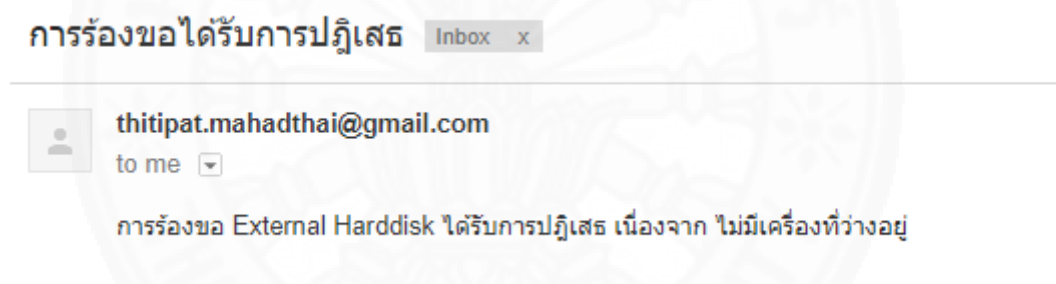 การร้องขอได้รับการปฎิเสธ Inbox x
thitipat.mahadthai@gmail.com
to me
การร้องขอ External Harddisk ได้รับการปฎิเสธ เนื่องจาก ไม่มีเครื่องที่ว่างอยู่